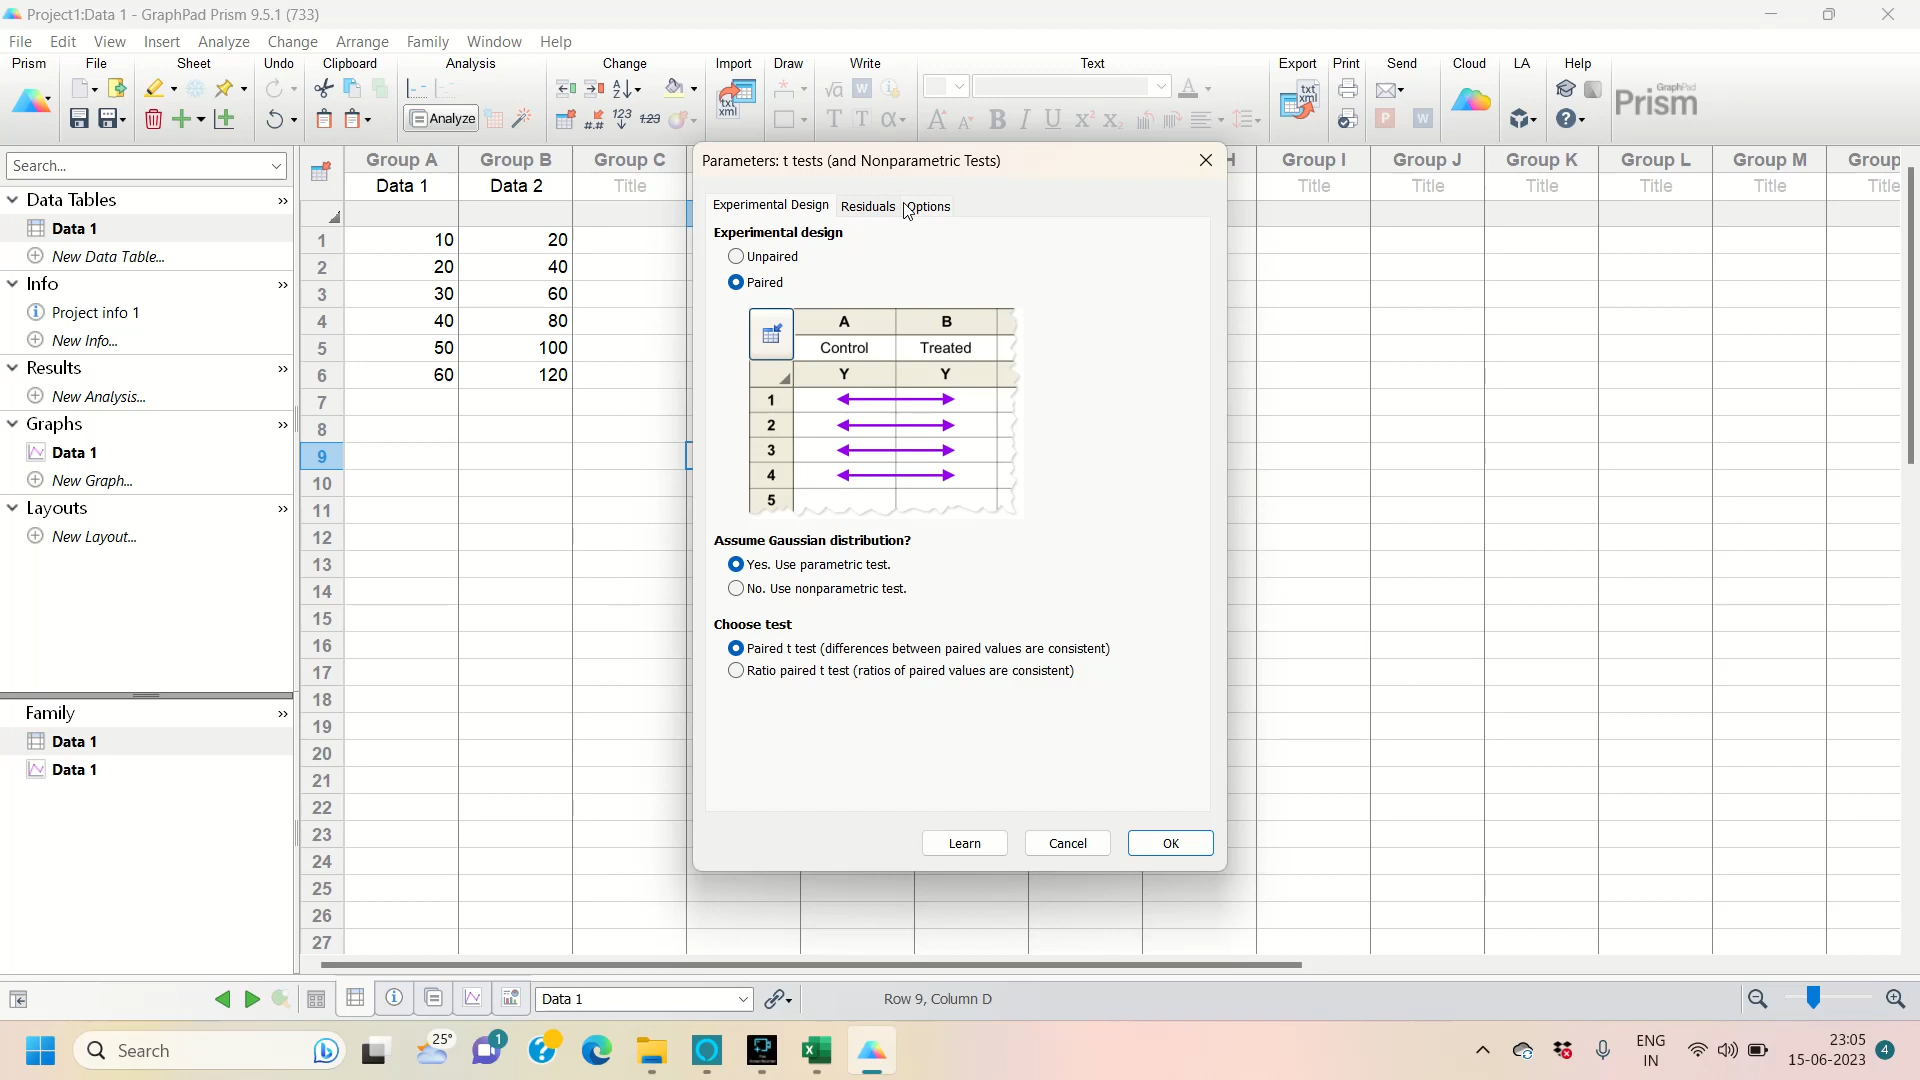 Project1:Data 1 - GraphPad Prism 9.5.1 (733)
File Edit View Insert Analyze Change Arrange Family Window Help
Prism File Sheet Undo Clipboard Analysis Change Import Draw Write Text Export Print Send Cloud LA Help
Analyze
GraphPad
Prism
Search...
Data Tables
Data 1
New Data Table...
Info
Project info 1
New Info...
Results
New Analysis...
Graphs
Data 1
New Graph...
Layouts
New Layout...
Family
Data 1
Data 1
Group A Group B Group C H Group I Group J Group K Group L Group M Group
Data 1 Data 2 Title Title Title Title Title Title Title
1 10 20
2 20 40
3 30 60
4 40 80
5 50 100
6 60 120
7
8
9
10
11
12
13
14
15
16
17
18
19
20
21
22
23
24
25
26
27
Parameters: t tests (and Nonparametric Tests)
Experimental Design Residuals Options
Experimental design
Unpaired
Paired
A B
Control Treated
Y Y
1
2
3
4
5
Assume Gaussian distribution?
Yes. Use parametric test.
No. Use nonparametric test.
Choose test
Paired t test (differences between paired values are consistent)
Ratio paired t test (ratios of paired values are consistent)
Learn Cancel OK
Data 1 Row 9, Column D
Search 25° 1 ENG 23:05
IN 15-06-2023 4